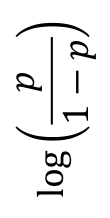 log(p / (1 − p))